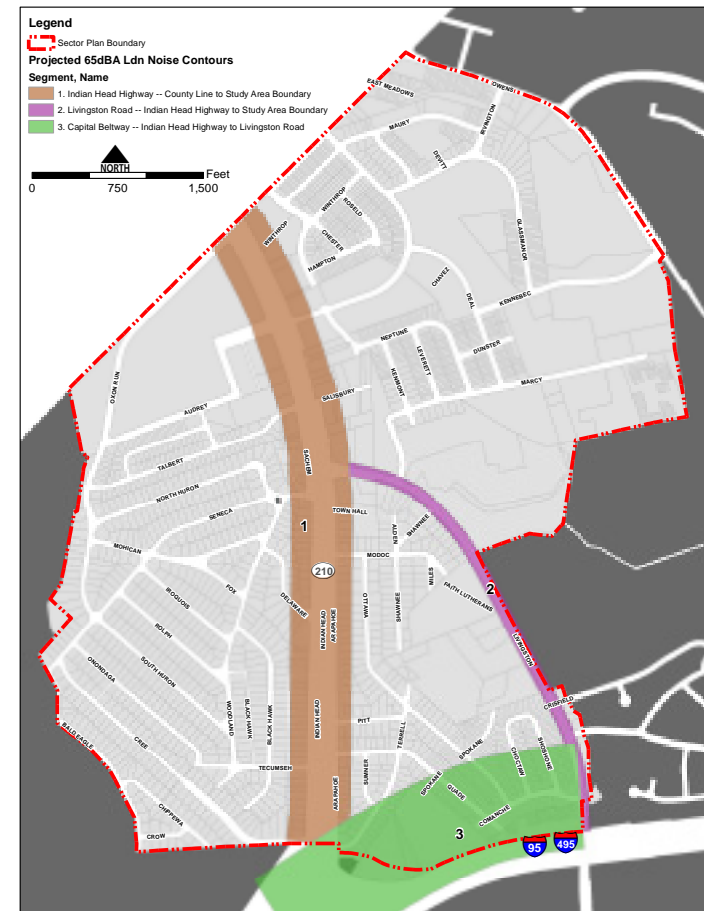 Legend
Sector Plan Boundary
Projected 65dBA Ldn Noise Contours
Segment, Name
1. Indian Head Highway -- County Line to Study Area Boundary
2. Livingston Road -- Indian Head Highway to Study Area Boundary
3. Capital Beltway -- Indian Head Highway to Livingston Road
NORTH
Feet
0 750 1,500
EAST MEADOWS
OWENS
MAURY
IRVINGTON
DEVITT
WINTHROP
ROSELD
WINTHROP
CHESTER
HAMPTON
GLASSMANOR
CHAVEZ
DEAL
KENNEBEC
NEPTUNE
LEVERETT
DUNSTER
KENMONT
MARCY
OXON RUN
SALISBURY
AUDREY
TALBERT
SACHEM
NORTH HURON
SENECA
TOWN HALL
1
ALDEN
SHAWNEE
MOHICAN
MODOC
210
MILES
FAITH LUTHERANS
2
IROQUOIS
FOX
DELAWARE
OTTAWA
SHAWNEE
INDIAN HEAD
ARAPAHOE
ROLPH
LIVINGSTON
ONONDAGA
SOUTH HURON
WOODLAND
BLACK HAWK
BLACK HAWK
INDIAN HEAD
CRISFIELD
BALD EAGLE
CREE
PITT
TERRELL
SPOKANE
CHOCTAW
SHOSHONE
TECUMSEH
SUMNER
SPOKANE
QUADE
ARAPAHOE
COMANCHE
CHIPPEWA
CROW
3
95
495